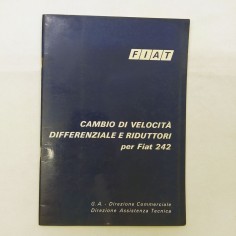 FIAT
CAMBIO DI VELOCITÀ
DIFFERENZIALE E RIDUTTORI
per Fiat 242
G. A. - Direzione Commerciale
Direzione Assistenza Tecnica